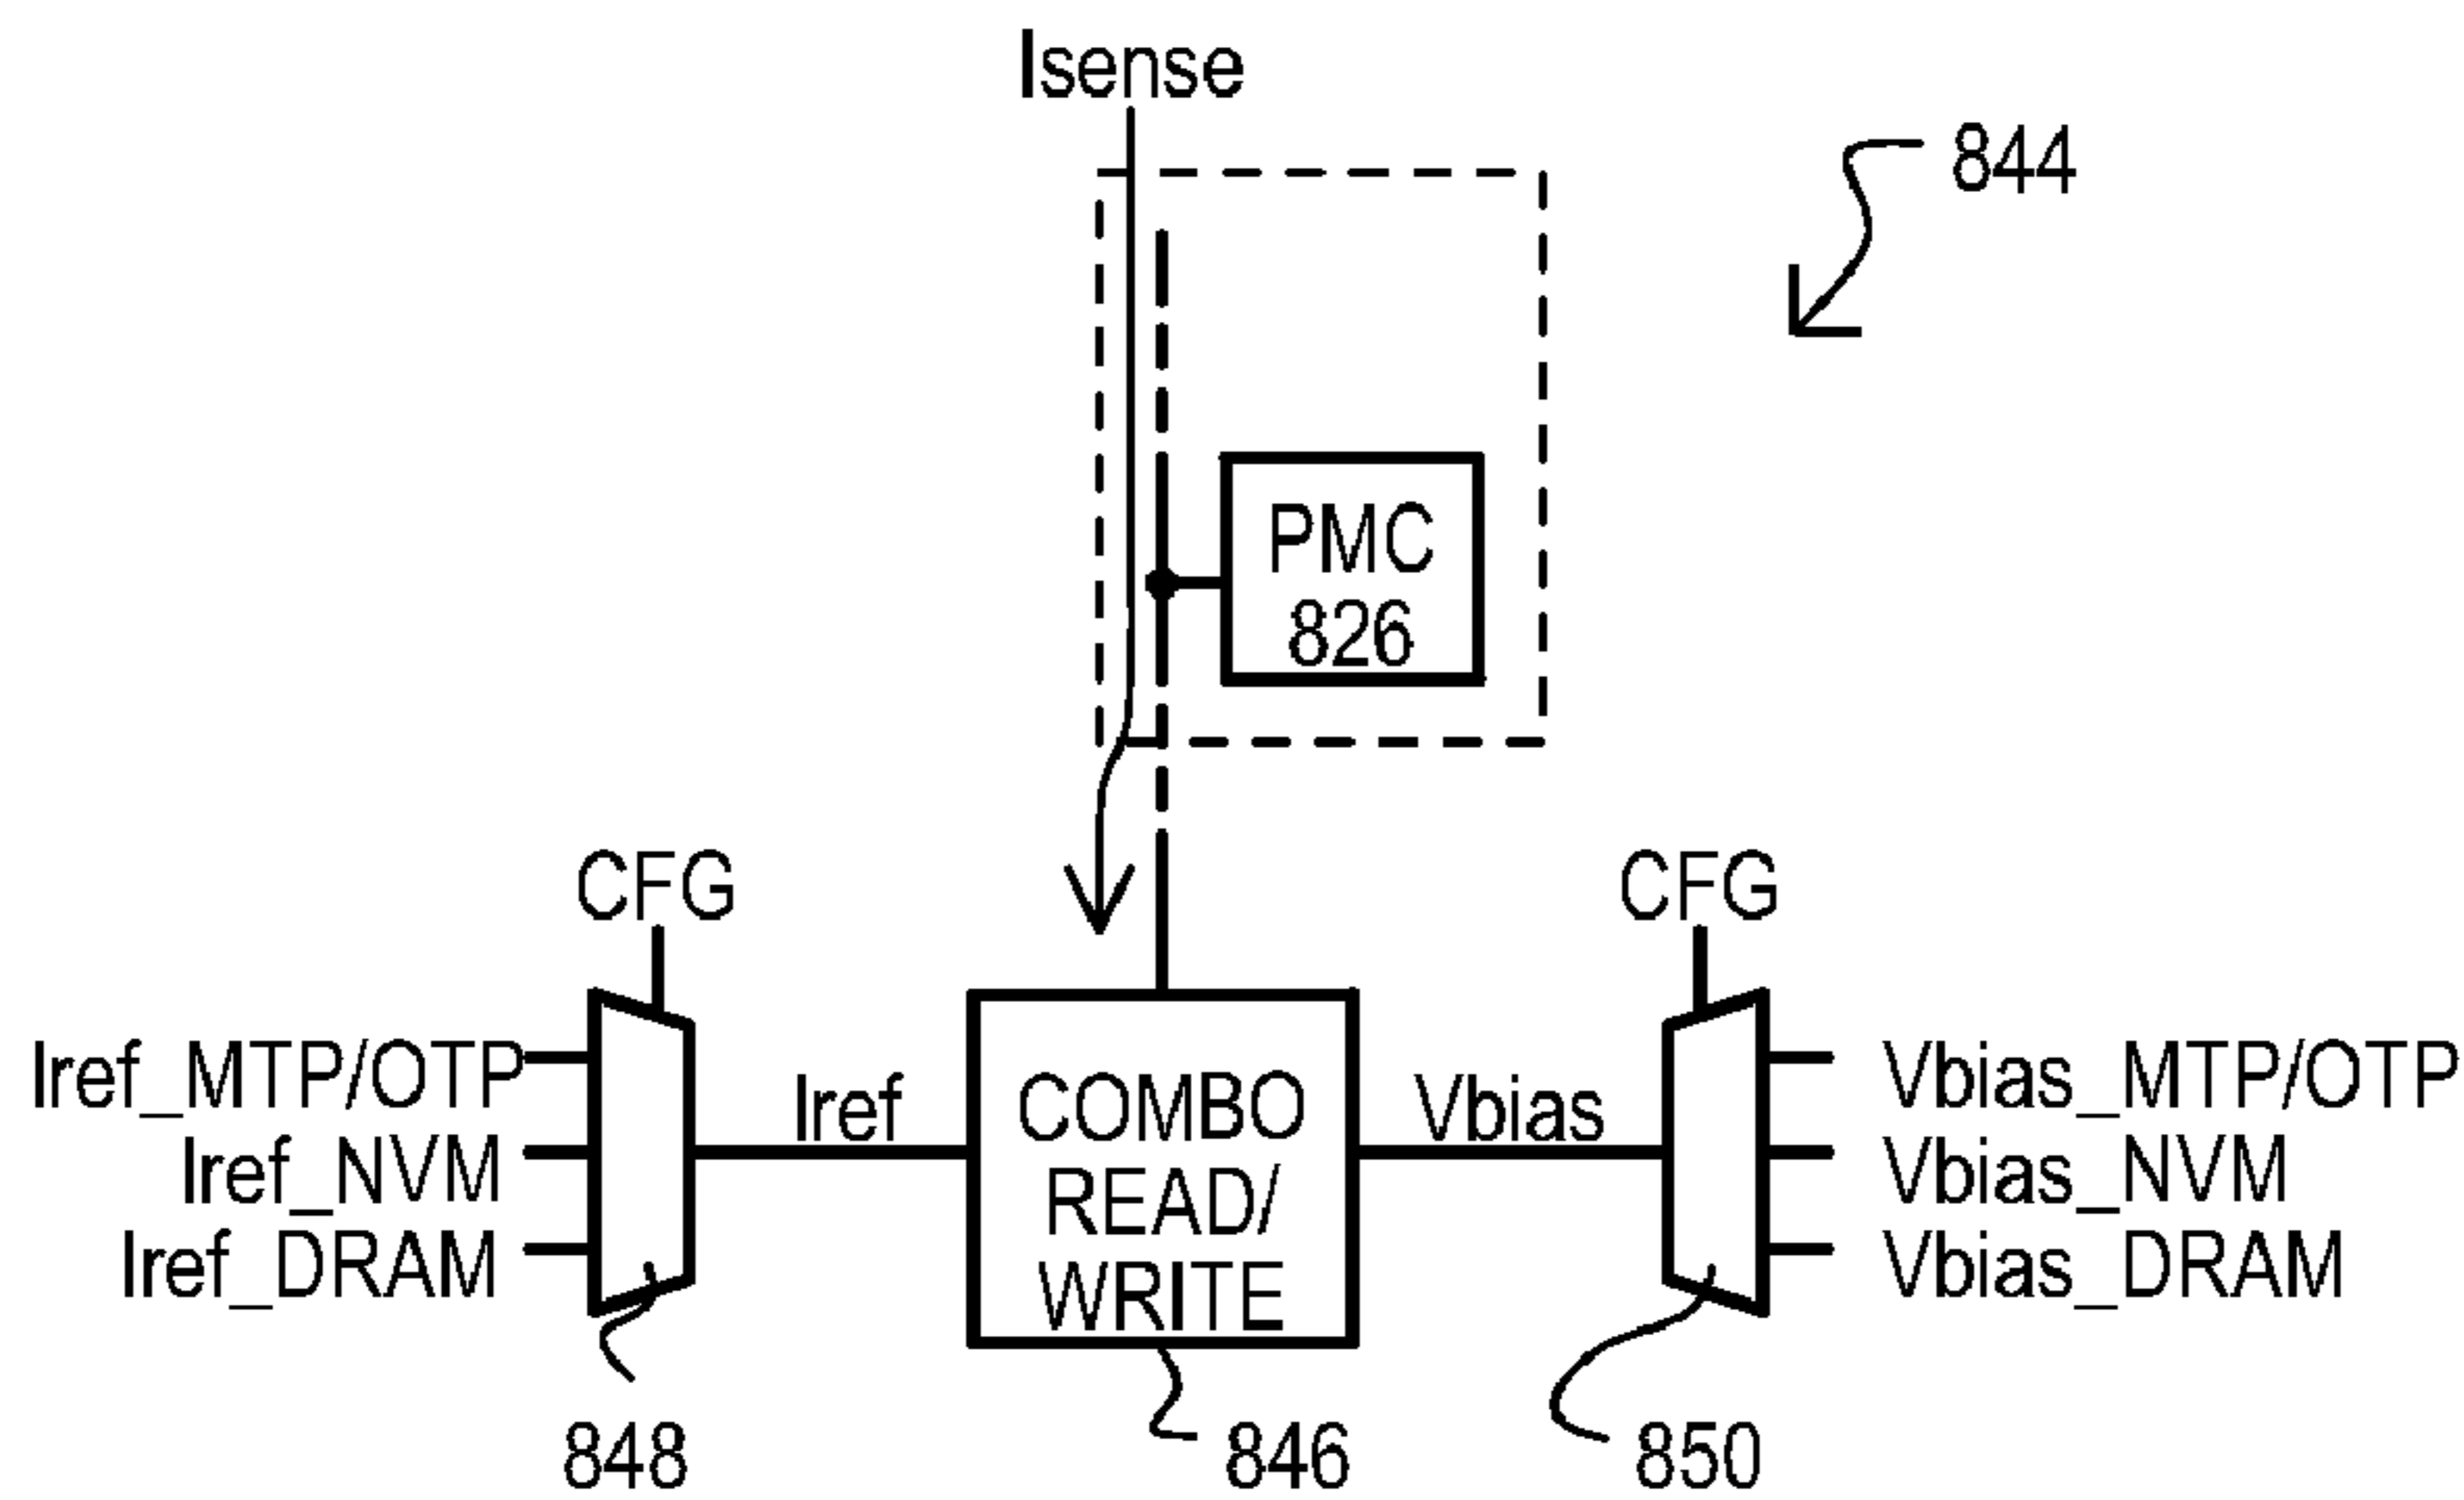 Isense
844
PMC
826
CFG
CFG
Iref_MTP/OTP
Iref_NVM
Iref_DRAM
Iref
COMBO
READ/
WRITE
Vbias
Vbias_MTP/OTP
Vbias_NVM
Vbias_DRAM
848
846
850